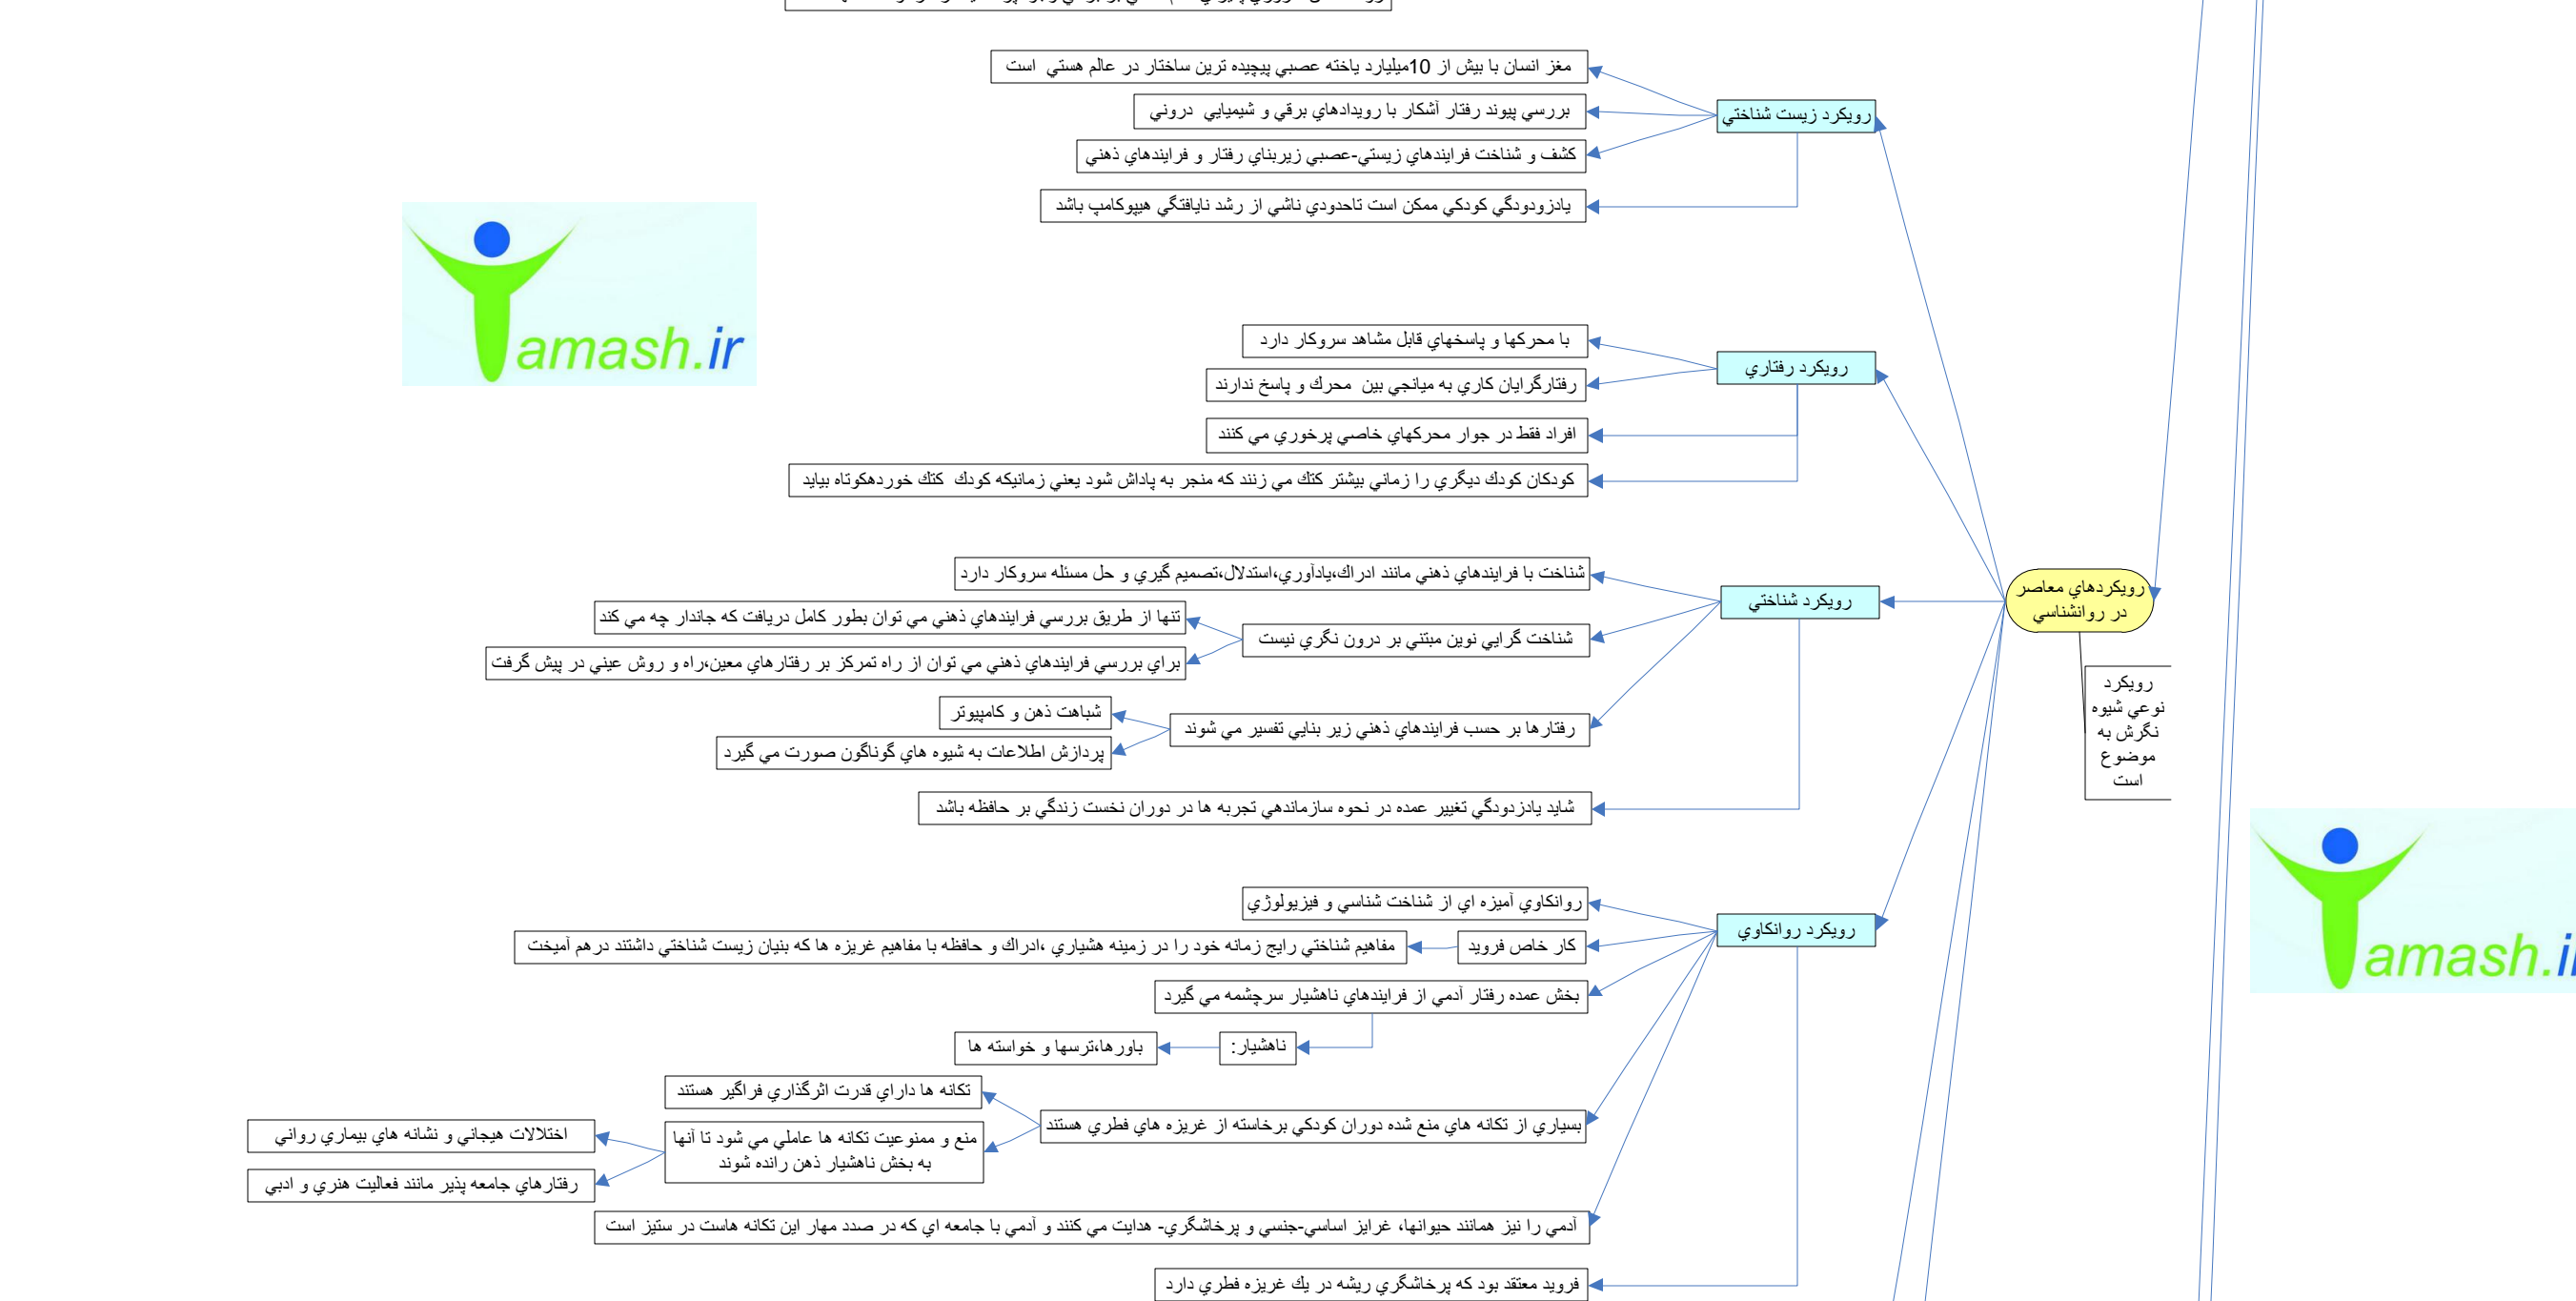 مغز انسان با بيش از 10ميليارد ياخته عصبي پيچيده ترين ساختار در عالم هستي است
بررسي پيوند رفتار آشكار با رويدادهاي برقي و شيميايي دروني
رويكرد زيست شناختي
كشف و شناخت فرايندهاي زيستي-عصبي زيربناي رفتار و فرايندهاي ذهني
يادزودودگي كودكي ممكن است تاحدودي ناشي از رشد نايافتگي هيپوكامپ باشد
amash.ir
با محركها و پاسخهاي قابل مشاهد سروكار دارد
رويكرد رفتاري
رفتارگرايان كاري به ميانجي بين محرك و پاسخ ندارند
افراد فقط در جوار محركهاي خاصي پرخوري مي كنند
كودكان كودك ديگري را زماني بيشتر كتك مي زنند كه منجر به پاداش شود يعني زمانيكه كودك كتك خوردهكوتاه بيايد
شناخت با فرايندهاي ذهني مانند ادراك،يادآوري،استدلال،تصميم گيري و حل مسئله سروكار دارد
رويكردهاي معاصر
در روانشناسي
رويكرد شناختي
تنها از طريق بررسي فرايندهاي ذهني مي توان بطور كامل دريافت كه جاندار چه مي كند
شناخت گرايي نوين مبتني بر درون نگري نيست
براي بررسي فرايندهاي ذهني مي توان از راه تمركز بر رفتارهاي معين،راه و روش عيني در پيش گرفت
رويكرد
نوعي شيوه
نگرش به
موضوع
است
شباهت ذهن و كامپيوتر
رفتارها بر حسب فرايندهاي ذهني زير بنايي تفسير مي شوند
پردازش اطلاعات به شيوه هاي گوناگون صورت مي گيرد
شايد يادزدودگي تغيير عمده در نحوه سازماندهي تجربه ها در دوران نخست زندگي بر حافظه باشد
روانكاوي آميزه اي از شناخت شناسي و فيزيولوژي
رويكرد روانكاوي
كار خاص فرويد
مفاهيم شناختي رايج زمانه خود را در زمينه هشياري ،ادراك و حافظه با مفاهيم غريزه ها كه بنيان زيست شناختي داشتند درهم آميخت
amash.ir
بخش عمده رفتار آدمي از فرايندهاي ناهشيار سرچشمه مي گيرد
ناهشيار:
باورها،ترسها و خواسته ها
تكانه ها داراي قدرت اثرگذاري فراگير هستند
بسياري از تكانه هاي منع شده دوران كودكي برخاسته از غريزه هاي فطري هستند
منع و ممنوعيت تكانه ها عاملي مي شود تا آنها
به بخش ناهشيار ذهن رانده شوند
اختلالات هيجاني و نشانه هاي بيماري رواني
رفتارهاي جامعه پذير مانند فعاليت هنري و ادبي
آدمي را نيز همانند حيوانها، غرايز اساسي-جنسي و پرخاشگري- هدايت مي كنند و آدمي با جامعه اي كه در صدد مهار اين تكانه هاست در ستيز است
فرويد معتقد بود كه پرخاشگري ريشه در يك غريزه فطري دارد